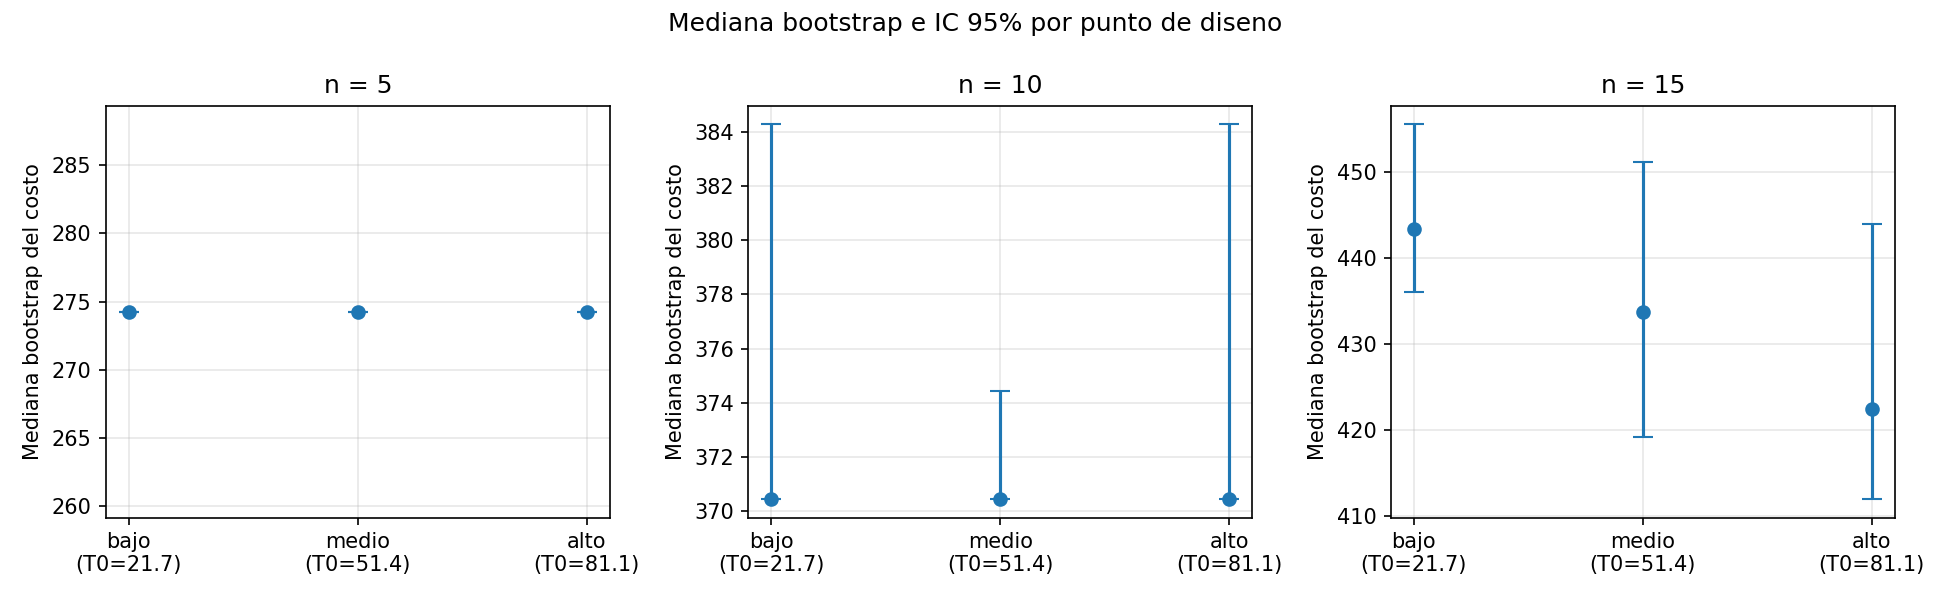 Mediana bootstrap e IC 95% por punto de diseno
n = 5
Mediana bootstrap del costo
285
280
275
270
265
260
bajo
(T0=21.7)
medio
(T0=51.4)
alto
(T0=81.1)
n = 10
Mediana bootstrap del costo
384
382
380
378
376
374
372
370
bajo
(T0=21.7)
medio
(T0=51.4)
alto
(T0=81.1)
n = 15
Mediana bootstrap del costo
450
440
430
420
410
bajo
(T0=21.7)
medio
(T0=51.4)
alto
(T0=81.1)